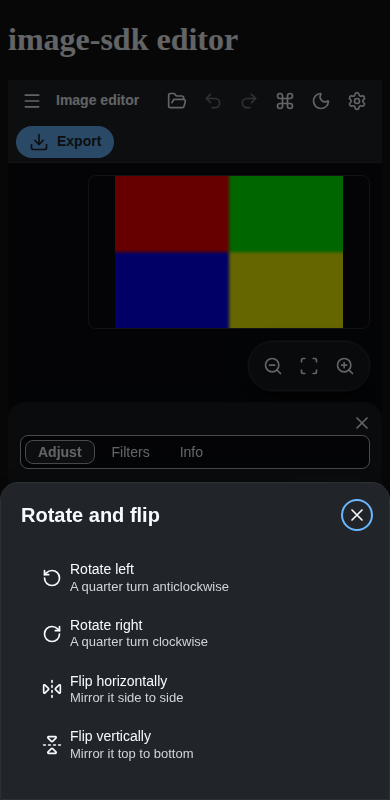 image-sdk editor
Image editor
Export
Adjust Filters Info
Rotate and flip
Rotate left
A quarter turn anticlockwise
Rotate right
A quarter turn clockwise
Flip horizontally
Mirror it side to side
Flip vertically
Mirror it top to bottom